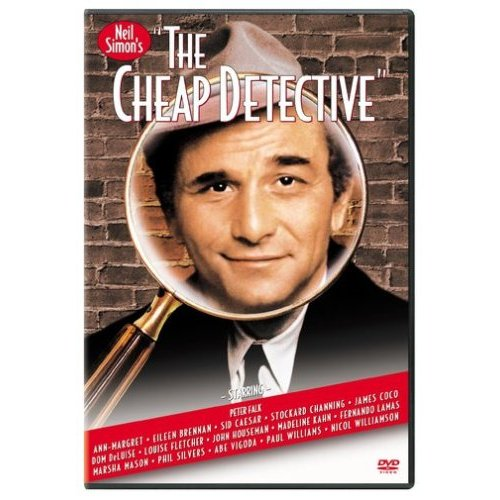 Neil
Simon's
"THE
CHEAP DETECTIVE"
– STARRING –
PETER FALK
ANN-MARGRET • EILEEN BRENNAN • SID CAESAR • STOCKARD CHANNING • JAMES COCO
DOM DeLUISE • LOUISE FLETCHER • JOHN HOUSEMAN • MADELINE KAHN • FERNANDO LAMAS
MARSHA MASON • PHIL SILVERS • ABE VIGODA • PAUL WILLIAMS • NICOL WILLIAMSON
DVD
VIDEO